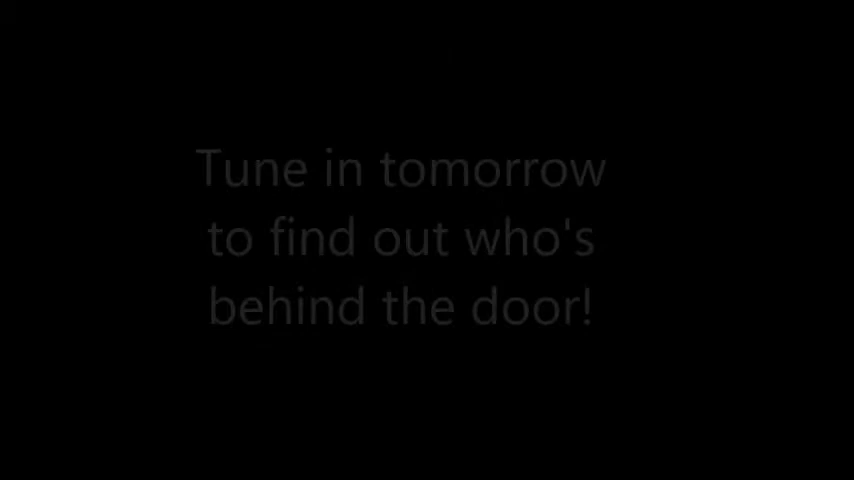 Tune in tomorrow
to find out who's
behind the door!